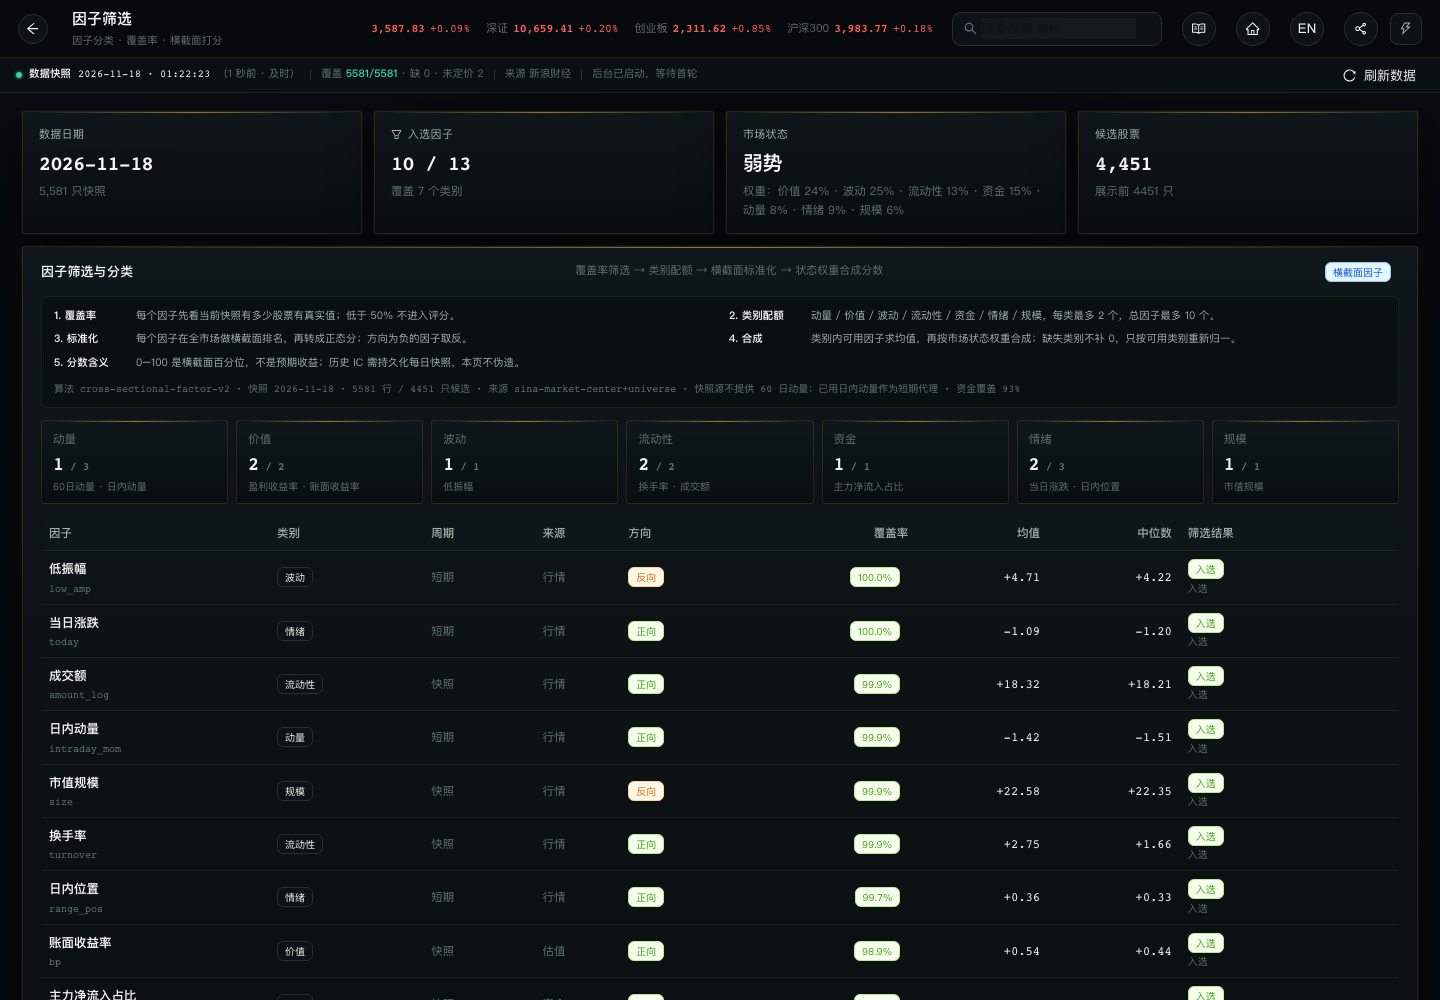 因子筛选
因子分类 · 覆盖率 · 横截面打分
3,587.83 +0.09% 深证 10,659.41 +0.20% 创业板 2,311.62 +0.85% 沪深300 3,983.77 +0.18%
EN
数据快照 2026-11-18 · 01:22:23 (1 秒前 · 及时) 覆盖 5581/5581 · 缺 0 · 未定价 2 来源 新浪财经 后台已启动，等待首轮
刷新数据
数据日期
2026-11-18
5,581 只快照
入选因子
10 / 13
覆盖 7 个类别
市场状态
弱势
权重：价值 24% · 波动 25% · 流动性 13% · 资金 15% ·
动量 8% · 情绪 9% · 规模 6%
候选股票
4,451
展示前 4451 只
因子筛选与分类
覆盖率筛选 → 类别配额 → 横截面标准化 → 状态权重合成分数
横截面因子
1. 覆盖率 每个因子先看当前快照有多少股票有真实值；低于 50% 不进入评分。
2. 类别配额 动量 / 价值 / 波动 / 流动性 / 资金 / 情绪 / 规模，每类最多 2 个，总因子最多 10 个。
3. 标准化 每个因子在全市场做横截面排名，再转成正态分；方向为负的因子取反。
4. 合成 类别内可用因子求均值，再按市场状态权重合成；缺失类别不补 0，只按可用类别重新归一。
5. 分数含义 0—100 是横截面百分位，不是预期收益；历史 IC 需持久化每日快照，本页不伪造。
算法 cross-sectional-factor-v2 · 快照 2026-11-18 · 5581 行 / 4451 只候选 · 来源 sina-market-center+universe · 快照源不提供 60 日动量；已用日内动量作为短期代理 · 资金覆盖 93%
动量
1 / 3
60日动量 · 日内动量
价值
2 / 2
盈利收益率 · 账面收益率
波动
1 / 1
低振幅
流动性
2 / 2
换手率 · 成交额
资金
1 / 1
主力净流入占比
情绪
2 / 3
当日涨跌 · 日内位置
规模
1 / 1
市值规模
因子 类别 周期 来源 方向 覆盖率 均值 中位数 筛选结果
低振幅 波动 短期 行情 反向 100.0% +4.71 +4.22 入选
low_amp 入选
当日涨跌 情绪 短期 行情 正向 100.0% -1.09 -1.20 入选
today 入选
成交额 流动性 快照 行情 正向 99.9% +18.32 +18.21 入选
amount_log 入选
日内动量 动量 短期 行情 正向 99.9% -1.42 -1.51 入选
intraday_mom 入选
市值规模 规模 快照 行情 反向 99.9% +22.58 +22.35 入选
size 入选
换手率 流动性 快照 行情 正向 99.9% +2.75 +1.66 入选
turnover 入选
日内位置 情绪 短期 行情 正向 99.7% +0.36 +0.33 入选
range_pos 入选
账面收益率 价值 快照 估值 正向 98.9% +0.54 +0.44 入选
bp 入选
主力净流入占比 入选